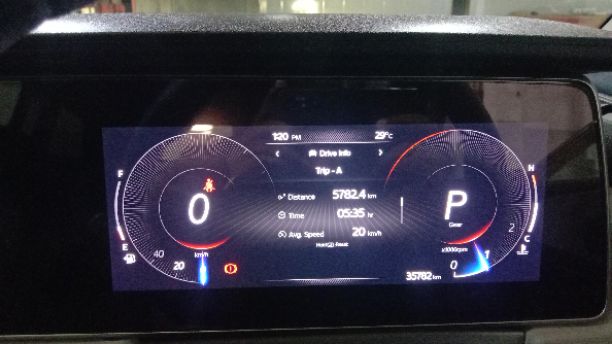 1:20 PM 29°C
Drive Info
Trip - A
F H
Distance 5782.4 km
Time 05:35 hr
Avg. Speed 20 km/h
0 P
Gear
E C
40 20 km/h
x1000rpm 0 1 2
35782 km